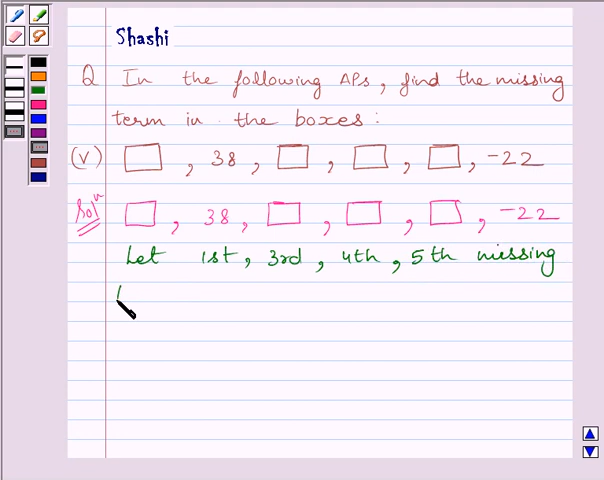 Shashi
Q In the following APs, find the missing
term in the boxes:
(v) □, 38, □, □, □, -22
Solⁿ □, 38, □, □, □, -22
Let 1st, 3rd, 4th, 5th missing